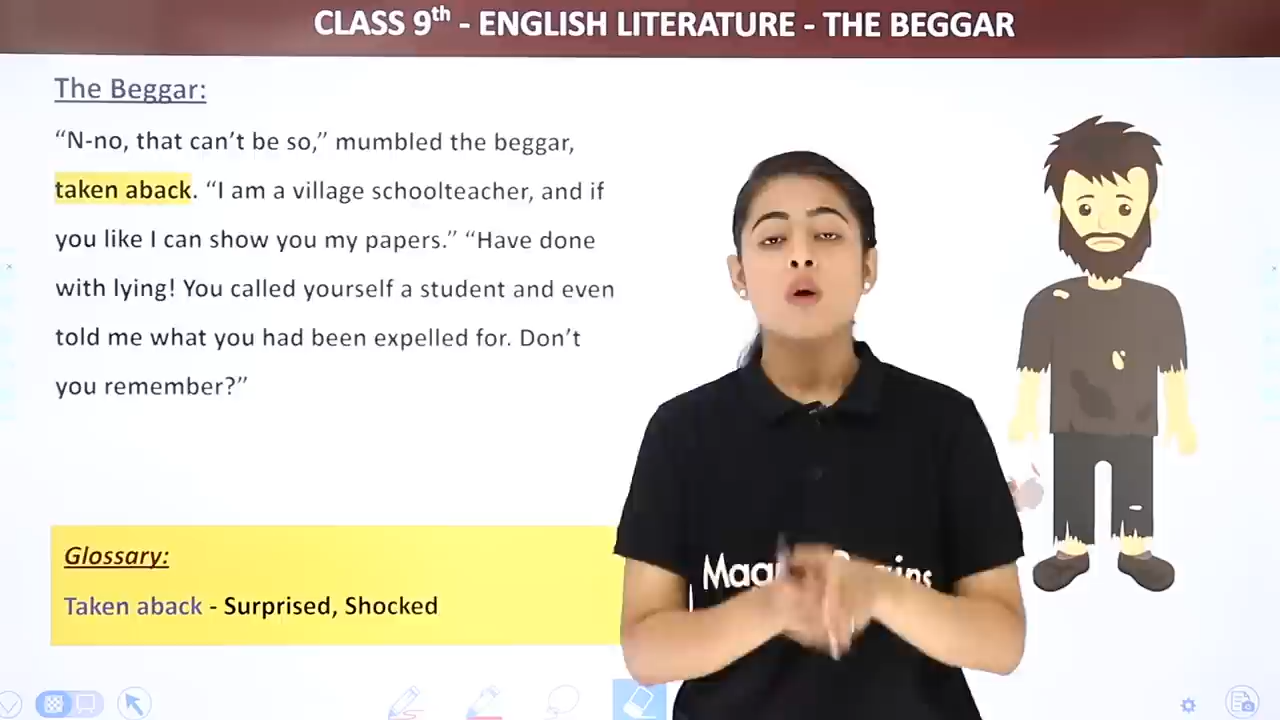 CLASS 9th - ENGLISH LITERATURE - THE BEGGAR
The Beggar:
“N-no, that can’t be so,” mumbled the beggar,
taken aback. “I am a village schoolteacher, and if
you like I can show you my papers.” “Have done
with lying! You called yourself a student and even
told me what you had been expelled for. Don’t
you remember?”
Glossary:
Taken aback - Surprised, Shocked